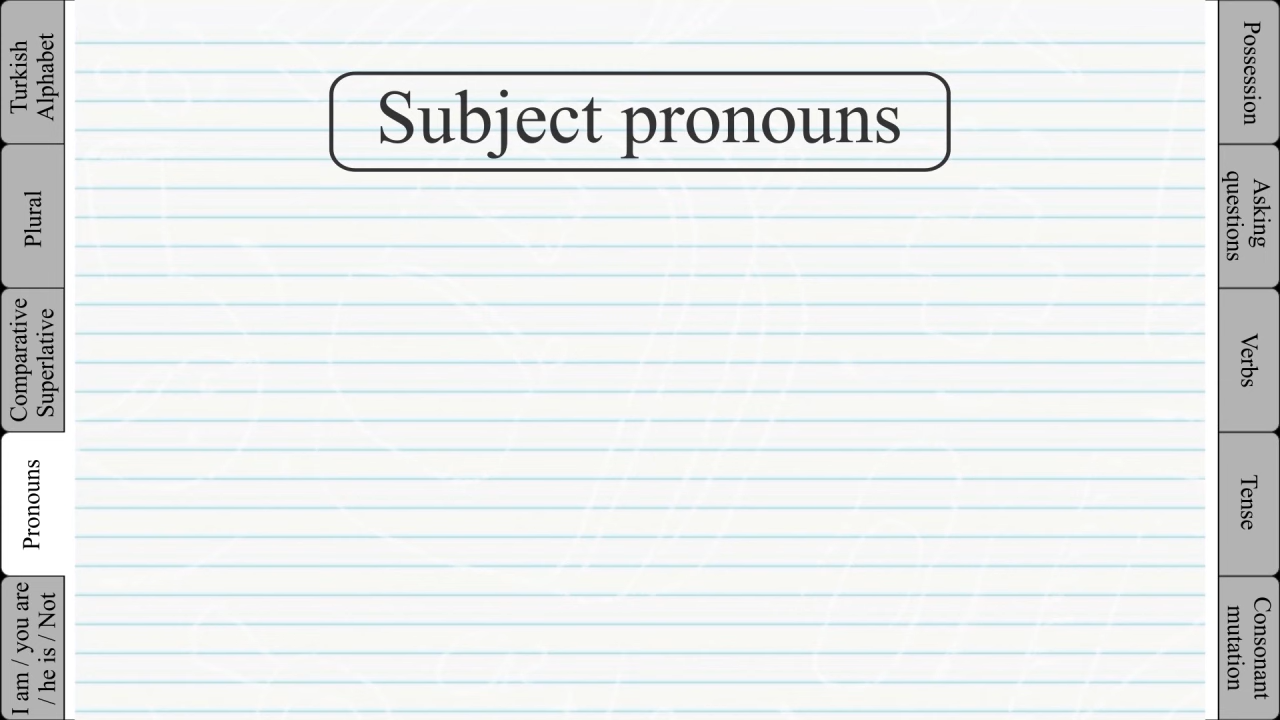 Turkish
Alphabet
Plural
Comparative
Superlative
Pronouns
I am / you are
/ he is / Not
Subject pronouns
Possession
Asking
questions
Verbs
Tense
Consonant
mutation